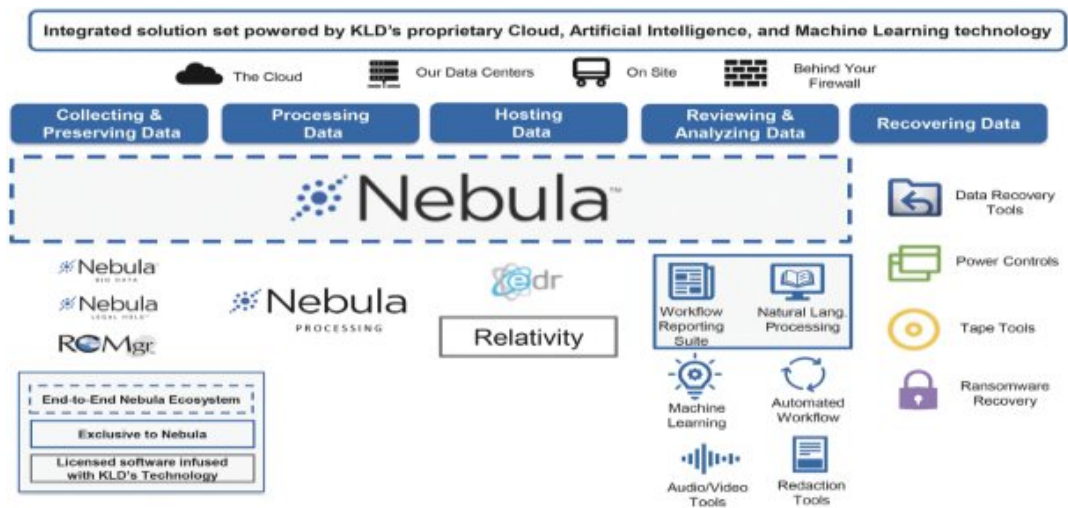 Integrated solution set powered by KLD's proprietary Cloud, Artificial Intelligence, and Machine Learning technology
The Cloud
Our Data Centers
On Site
Behind Your
Firewall
Collecting &
Preserving Data
Processing
Data
Hosting
Data
Reviewing &
Analyzing Data
Recovering Data
Nebula™
Nebula
BIG DATA
Nebula
LEGAL HOLD
RCMgr
Nebula
PROCESSING
edr
Relativity
Workflow
Reporting
Suite
Natural Lang.
Processing
Machine
Learning
Automated
Workflow
Audio/Video
Tools
Redaction
Tools
Data Recovery
Tools
Power Controls
Tape Tools
Ransomware
Recovery
End-to-End Nebula Ecosystem
Exclusive to Nebula
Licensed software infused
with KLD's Technology